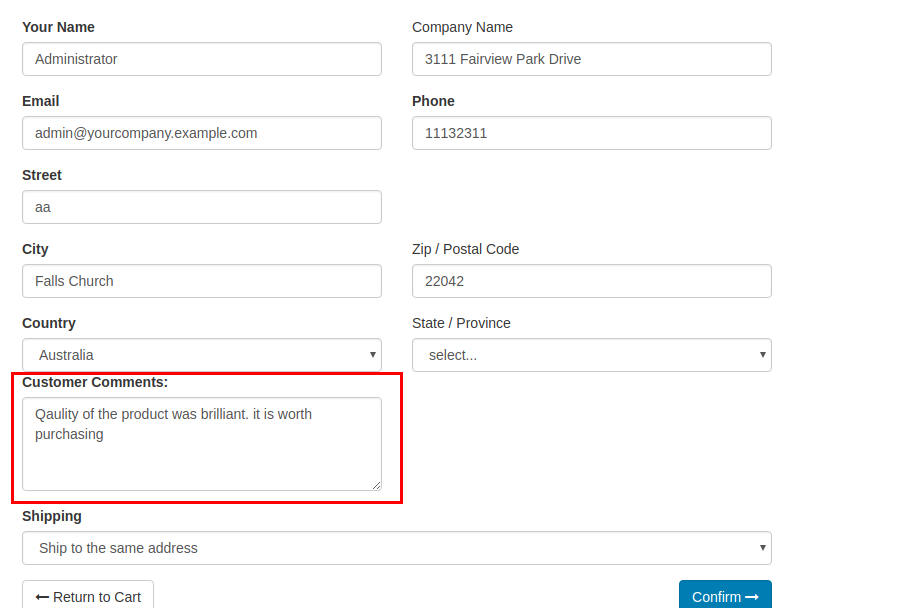 Your Name
Company Name
Administrator
3111 Fairview Park Drive
Email
Phone
admin@yourcompany.example.com
11132311
Street
aa
City
Zip / Postal Code
Falls Church
22042
Country
State / Province
Australia
select...
Customer Comments:
Qaulity of the product was brilliant. it is worth
purchasing
Shipping
Ship to the same address
Return to Cart
Confirm